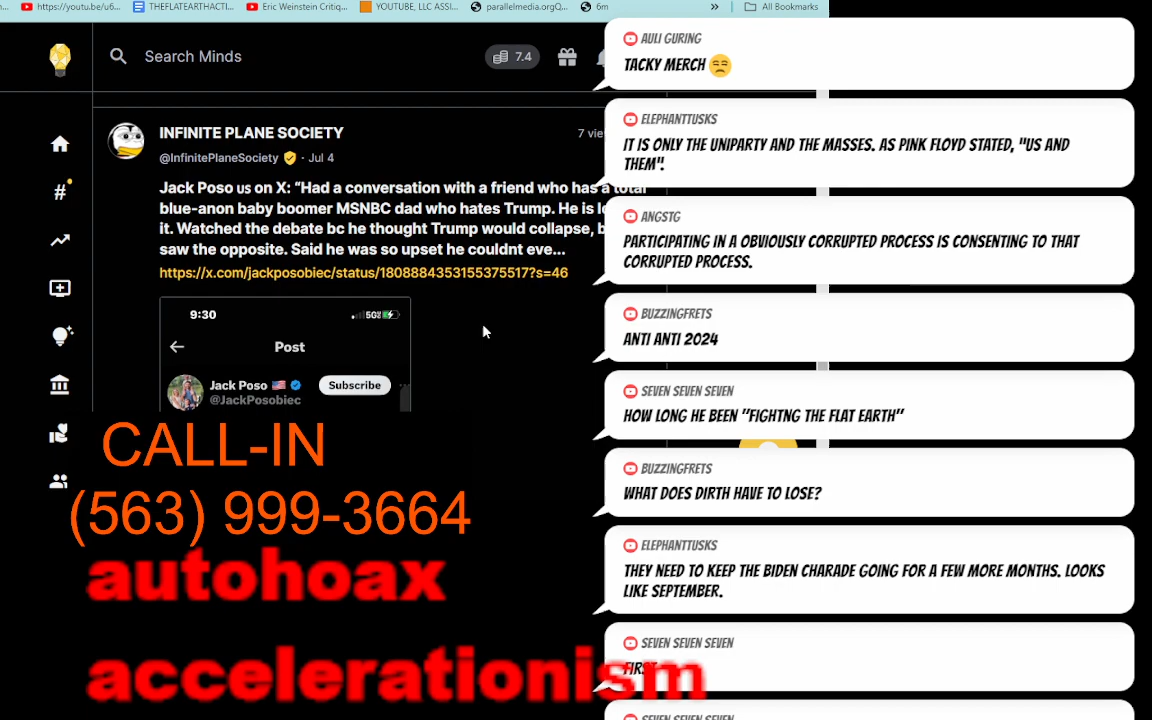 https://youtu.be/u6...
THEFLATEARTHACTI...
Eric Weinstein Critiq...
YOUTUBE, LLC ASSI...
parallelmedia.orgQ...
6m
»
All Bookmarks
Search Minds
7.4
INFINITE PLANE SOCIETY
7 vie
@InfinitePlaneSociety · Jul 4
Jack Poso us on X: “Had a conversation with a friend who has a total
blue-anon baby boomer MSNBC dad who hates Trump. He is l
it. Watched the debate bc he thought Trump would collapse, b
saw the opposite. Said he was so upset he couldnt eve...
https://x.com/jackposobiec/status/1808884353155375517?s=46
9:30
5G
Post
Jack Poso
Subscribe
@JackPosobiec
CALL-IN
(563) 999-3664
autohoax
accelerationism
AULI GURING
TACKY MERCH
ELEPHANTTUSKS
IT IS ONLY THE UNIPARTY AND THE MASSES. AS PINK FLOYD STATED, "US AND
THEM".
ANGSTG
PARTICIPATING IN A OBVIOUSLY CORRUPTED PROCESS IS CONSENTING TO THAT
CORRUPTED PROCESS.
BUZZINGFRETS
ANTI ANTI 2024
SEVEN SEVEN SEVEN
HOW LONG HE BEEN "FIGHTNG THE FLAT EARTH"
BUZZINGFRETS
WHAT DOES DIRTH HAVE TO LOSE?
ELEPHANTTUSKS
THEY NEED TO KEEP THE BIDEN CHARADE GOING FOR A FEW MORE MONTHS. LOOKS
LIKE SEPTEMBER.
SEVEN SEVEN SEVEN
FIRST
SEVEN SEVEN SEVEN